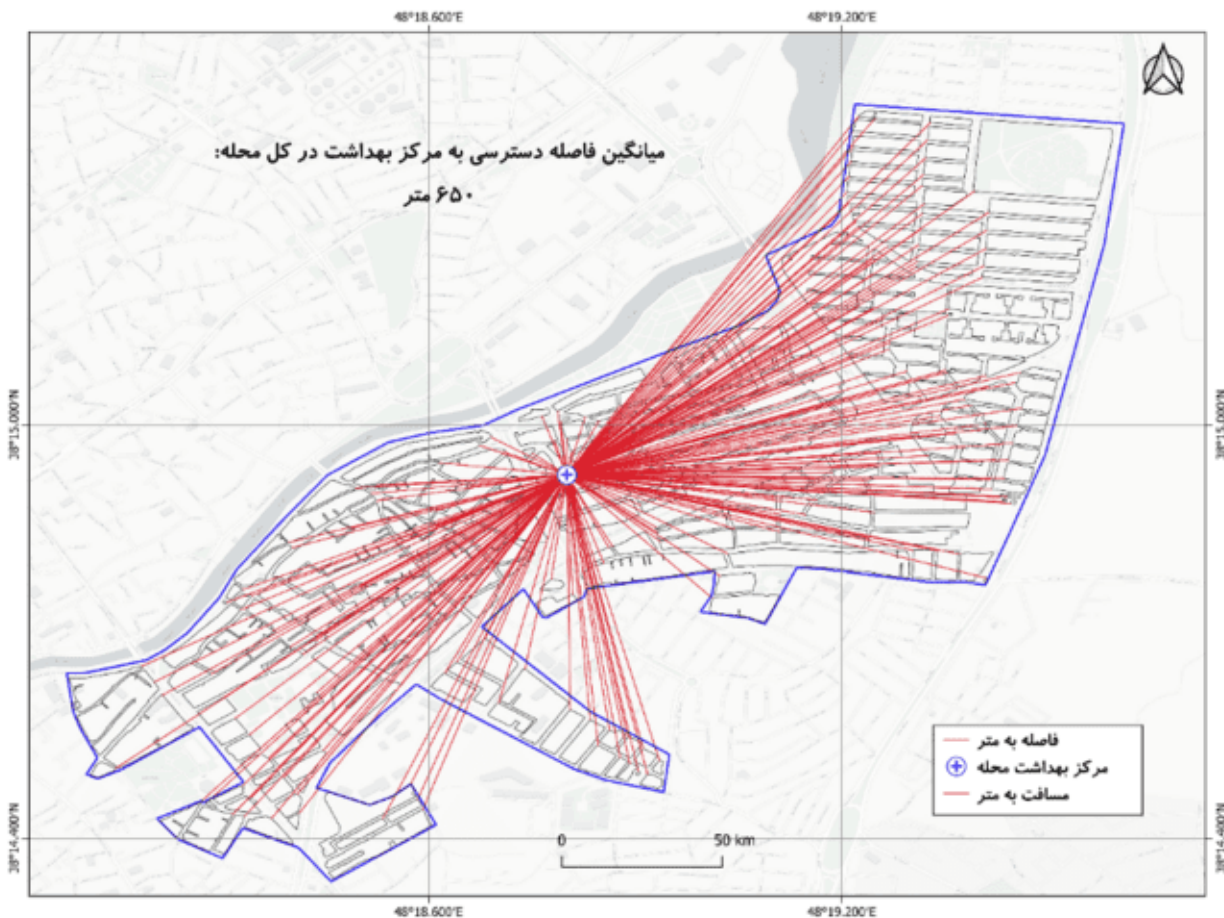 48°18.600'E 48°19.200'E
میانگین فاصله دسترسی به مرکز بهداشت در کل محله:
۶۵۰ متر
38°15.000'N 38°15.000'N
فاصله به متر
مرکز بهداشت محله
مسافت به متر
0 50 km
38°14.400'N 38°14.400'N
48°18.600'E 48°19.200'E